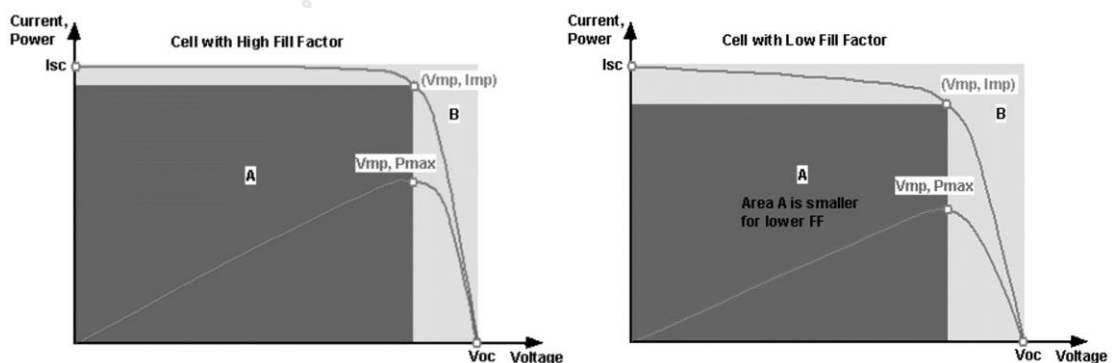 Current,
Power
Cell with High Fill Factor
Isc
(Vmp, Imp)
B
A
Vmp, Pmax
Voc
Voltage
Current,
Power
Cell with Low Fill Factor
Isc
(Vmp, Imp)
B
A
Vmp, Pmax
Area A is smaller
for lower FF
Voc
Voltage